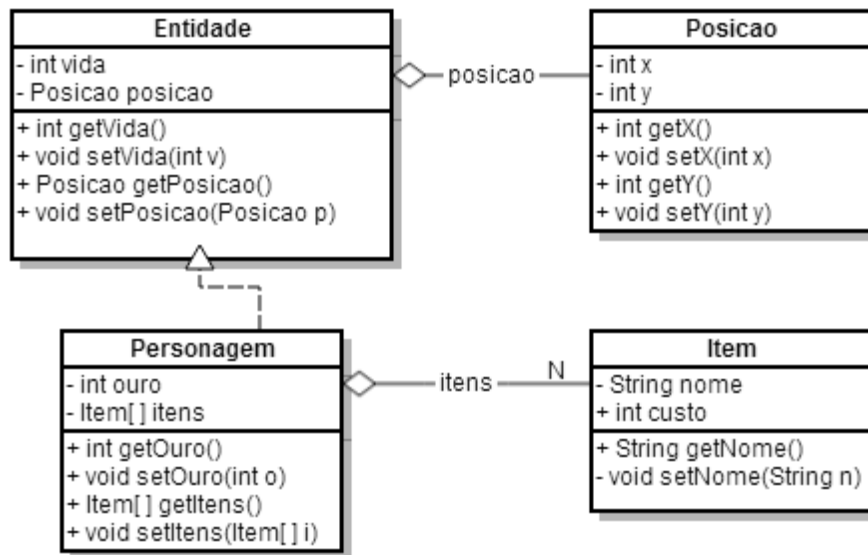 Entidade
- int vida
- Posicao posicao
+ int getVida()
+ void setVida(int v)
+ Posicao getPosicao()
+ void setPosicao(Posicao p)
posicao
Posicao
- int x
- int y
+ int getX()
+ void setX(int x)
+ int getY()
+ void setY(int y)
Personagem
- int ouro
- Item[ ] itens
+ int getOuro()
+ void setOuro(int o)
+ Item[ ] getItens()
+ void setItens(Item[ ] i)
itens
N
Item
- String nome
+ int custo
+ String getNome()
- void setNome(String n)